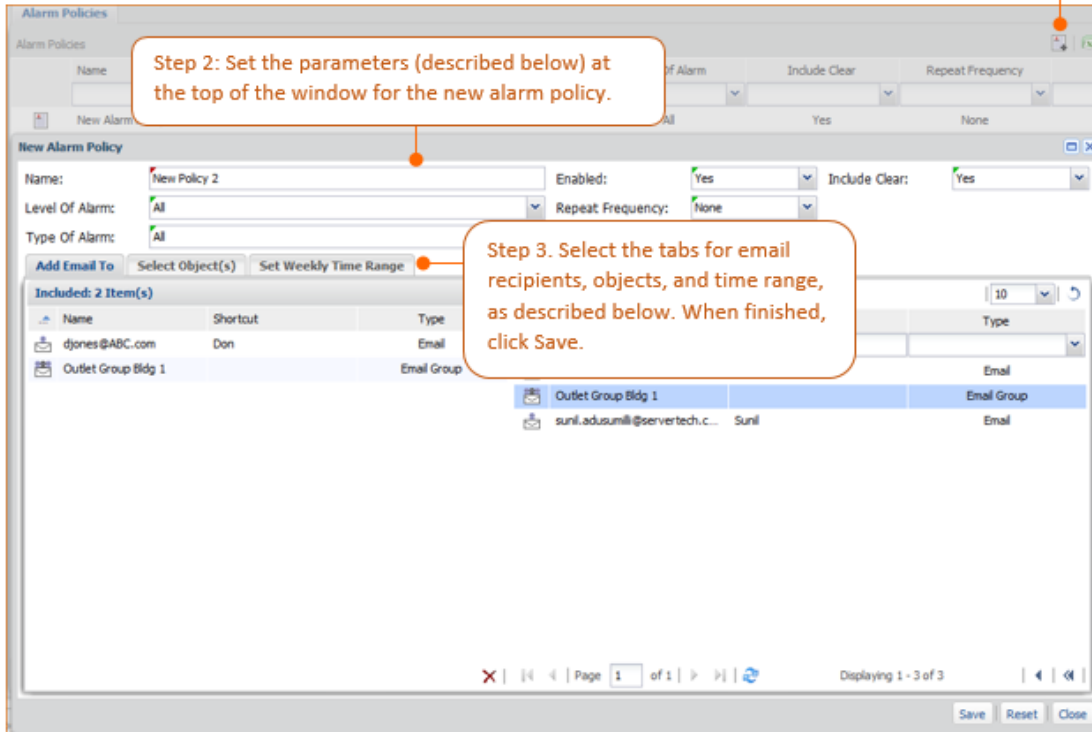 Alarm Policies
Alarm Policies
Name Of Alarm Include Clear Repeat Frequency
Step 2: Set the parameters (described below) at
the top of the window for the new alarm policy.
New Alarm All Yes None
New Alarm Policy
Name: New Policy 2 Enabled: Yes Include Clear: Yes
Level Of Alarm: All Repeat Frequency: None
Type Of Alarm: All
Step 3. Select the tabs for email
recipients, objects, and time range,
as described below. When finished,
click Save.
Add Email To Select Object(s) Set Weekly Time Range
Included: 2 Item(s) 10
Name Shortcut Type Type
djones@ABC.com Don Email
Outlet Group Bldg 1 Email Group Email
Outlet Group Bldg 1 Email Group
sunil.adusumilli@servertech.c... Sunil Email
Page 1 of 1 Displaying 1 - 3 of 3
Save Reset Close